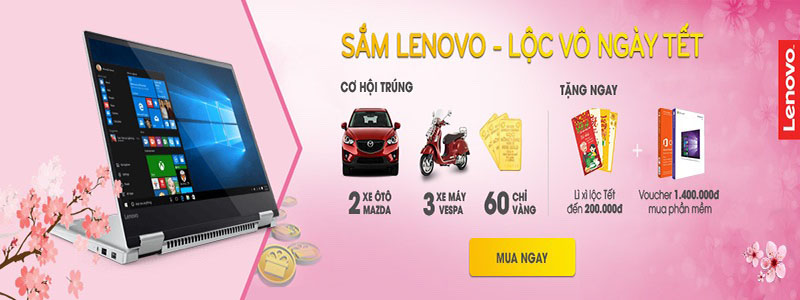 SẮM LENOVO - LỘC VÔ NGÀY TẾT
Lenovo
CƠ HỘI TRÚNG
2 XE ÔTÔ
MAZDA
3 XE MÁY
VESPA
60 CHỈ
VÀNG
TẶNG NGAY
+
Lì xì lộc Tết
đến 200.000đ
Voucher 1.400.000đ
mua phần mềm
MUA NGAY
Lenovo